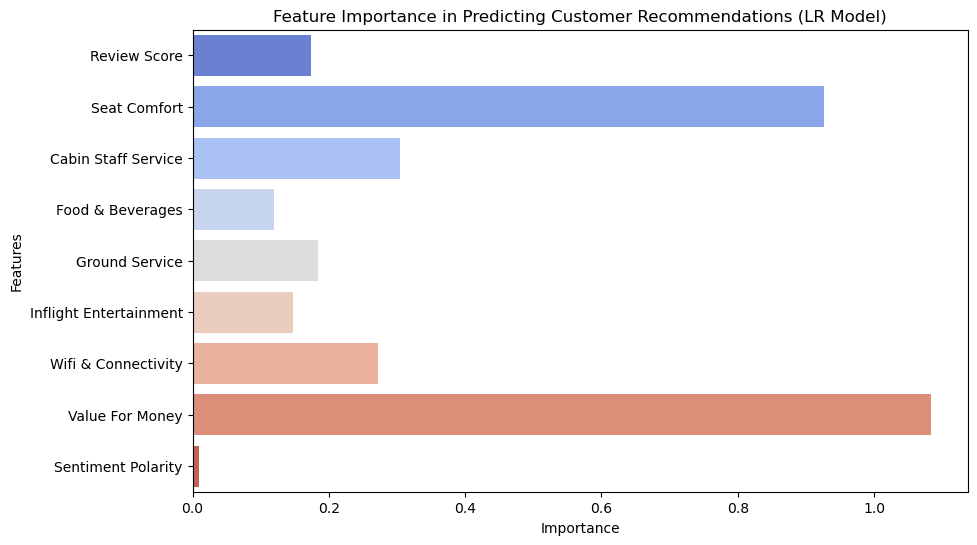 Feature Importance in Predicting Customer Recommendations (LR Model)
Features
Review Score
Seat Comfort
Cabin Staff Service
Food & Beverages
Ground Service
Inflight Entertainment
Wifi & Connectivity
Value For Money
Sentiment Polarity
0.0 0.2 0.4 0.6 0.8 1.0
Importance